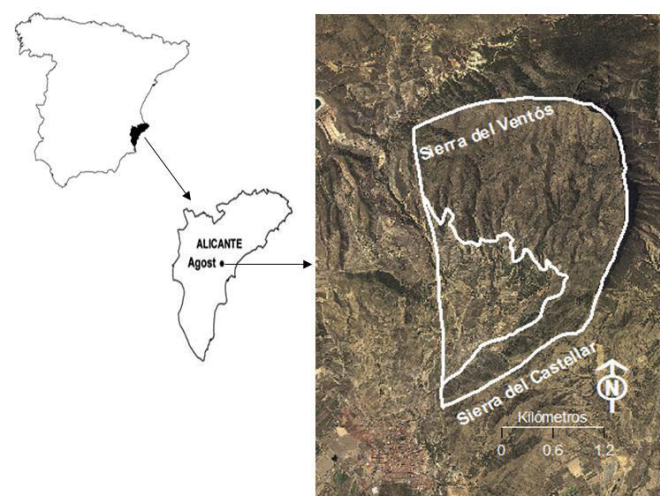 ALICANTE
Agost
Sierra del Ventós
Sierra del Castellar
N
Kilómetros
0 0.6 1.2